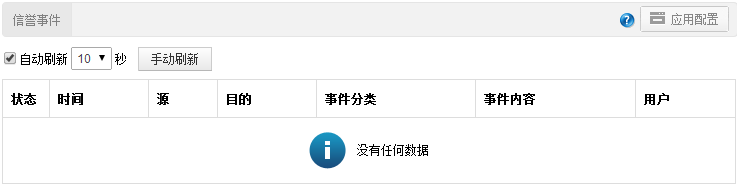 信誉事件 ? 应用配置
自动刷新 10 秒 手动刷新
状态 时间 源 目的 事件分类 事件内容 用户
没有任何数据